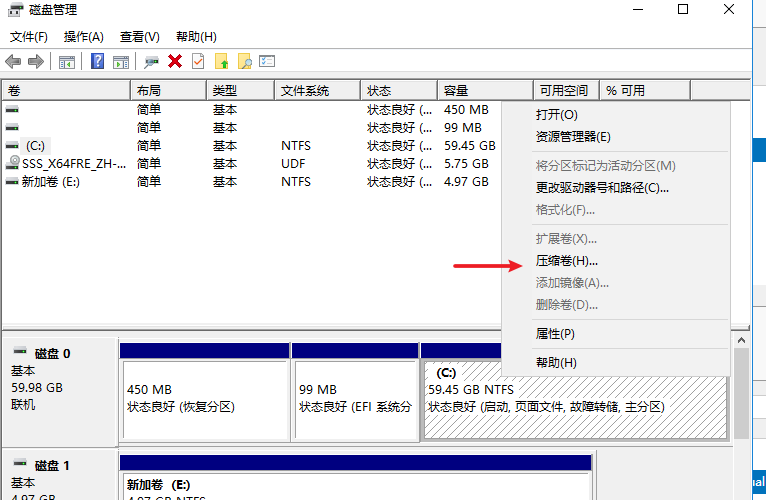 磁盘管理
文件(F) 操作(A) 查看(V) 帮助(H)
卷 布局 类型 文件系统 状态 容量 可用空间 % 可用
简单 基本 状态良好 (... 450 MB
简单 基本 状态良好 (... 99 MB
(C:) 简单 基本 NTFS 状态良好 (... 59.45 GB
SSS_X64FRE_ZH-... 简单 基本 UDF 状态良好 (... 5.75 GB
新加卷 (E:) 简单 基本 NTFS 状态良好 (... 4.97 GB
打开(O)
资源管理器(E)
将分区标记为活动分区(M)
更改驱动器号和路径(C)...
格式化(F)...
扩展卷(X)...
压缩卷(H)...
添加镜像(A)...
删除卷(D)...
属性(P)
帮助(H)
磁盘 0
基本
59.98 GB
联机
450 MB
状态良好 (恢复分区)
99 MB
状态良好 (EFI 系统分
(C:)
59.45 GB NTFS
状态良好 (启动, 页面文件, 故障转储, 主分区)
磁盘 1
基本
4.97 GB
新加卷 (E:)
4.97 GB NTFS